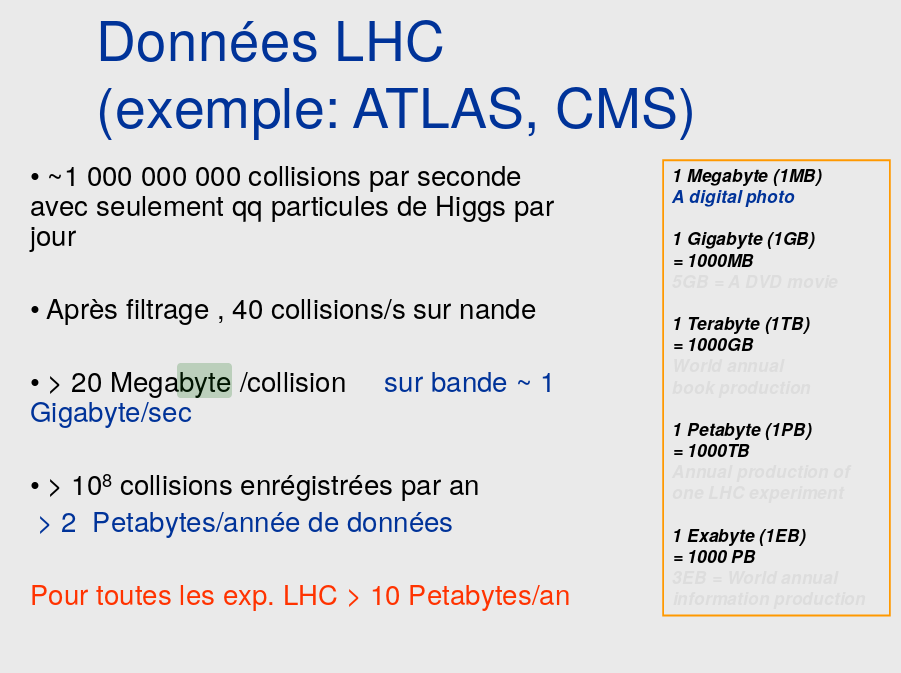 Données LHC
(exemple: ATLAS, CMS)
• ~1 000 000 000 collisions par seconde
avec seulement qq particules de Higgs par
jour
• Après filtrage , 40 collisions/s sur nande
• > 20 Megabyte /collision sur bande ~ 1
Gigabyte/sec
• > 10⁸ collisions enrégistrées par an
> 2 Petabytes/année de données
Pour toutes les exp. LHC > 10 Petabytes/an
1 Megabyte (1MB)
A digital photo
1 Gigabyte (1GB)
= 1000MB
5GB = A DVD movie
1 Terabyte (1TB)
= 1000GB
World annual
book production
1 Petabyte (1PB)
= 1000TB
Annual production of
one LHC experiment
1 Exabyte (1EB)
= 1000 PB
3EB = World annual
information production